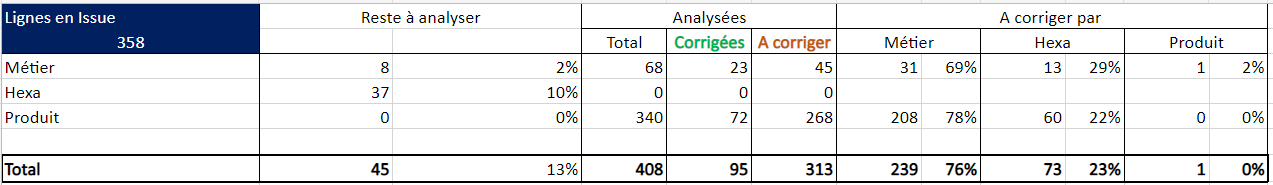 Lignes en Issue Reste à analyser Analysées A corriger par
358 Total Corrigées A corriger Métier Hexa Produit
Métier 8 2% 68 23 45 31 69% 13 29% 1 2%
Hexa 37 10% 0 0 0
Produit 0 0% 340 72 268 208 78% 60 22% 0 0%
Total 45 13% 408 95 313 239 76% 73 23% 1 0%